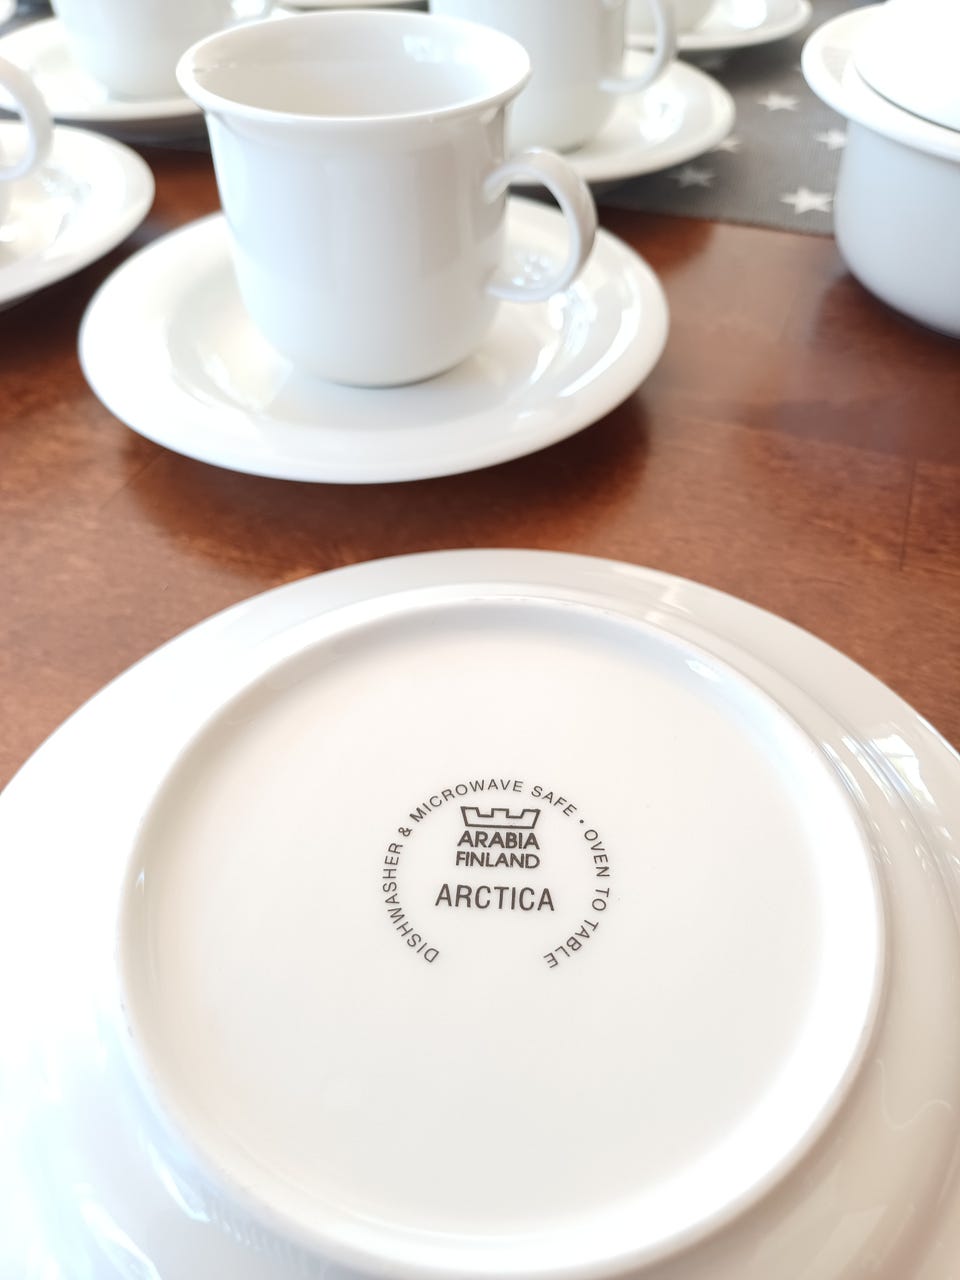 DISHWASHER & MICROWAVE SAFE · OVEN TO TABLE
ARABIA
FINLAND
ARCTICA